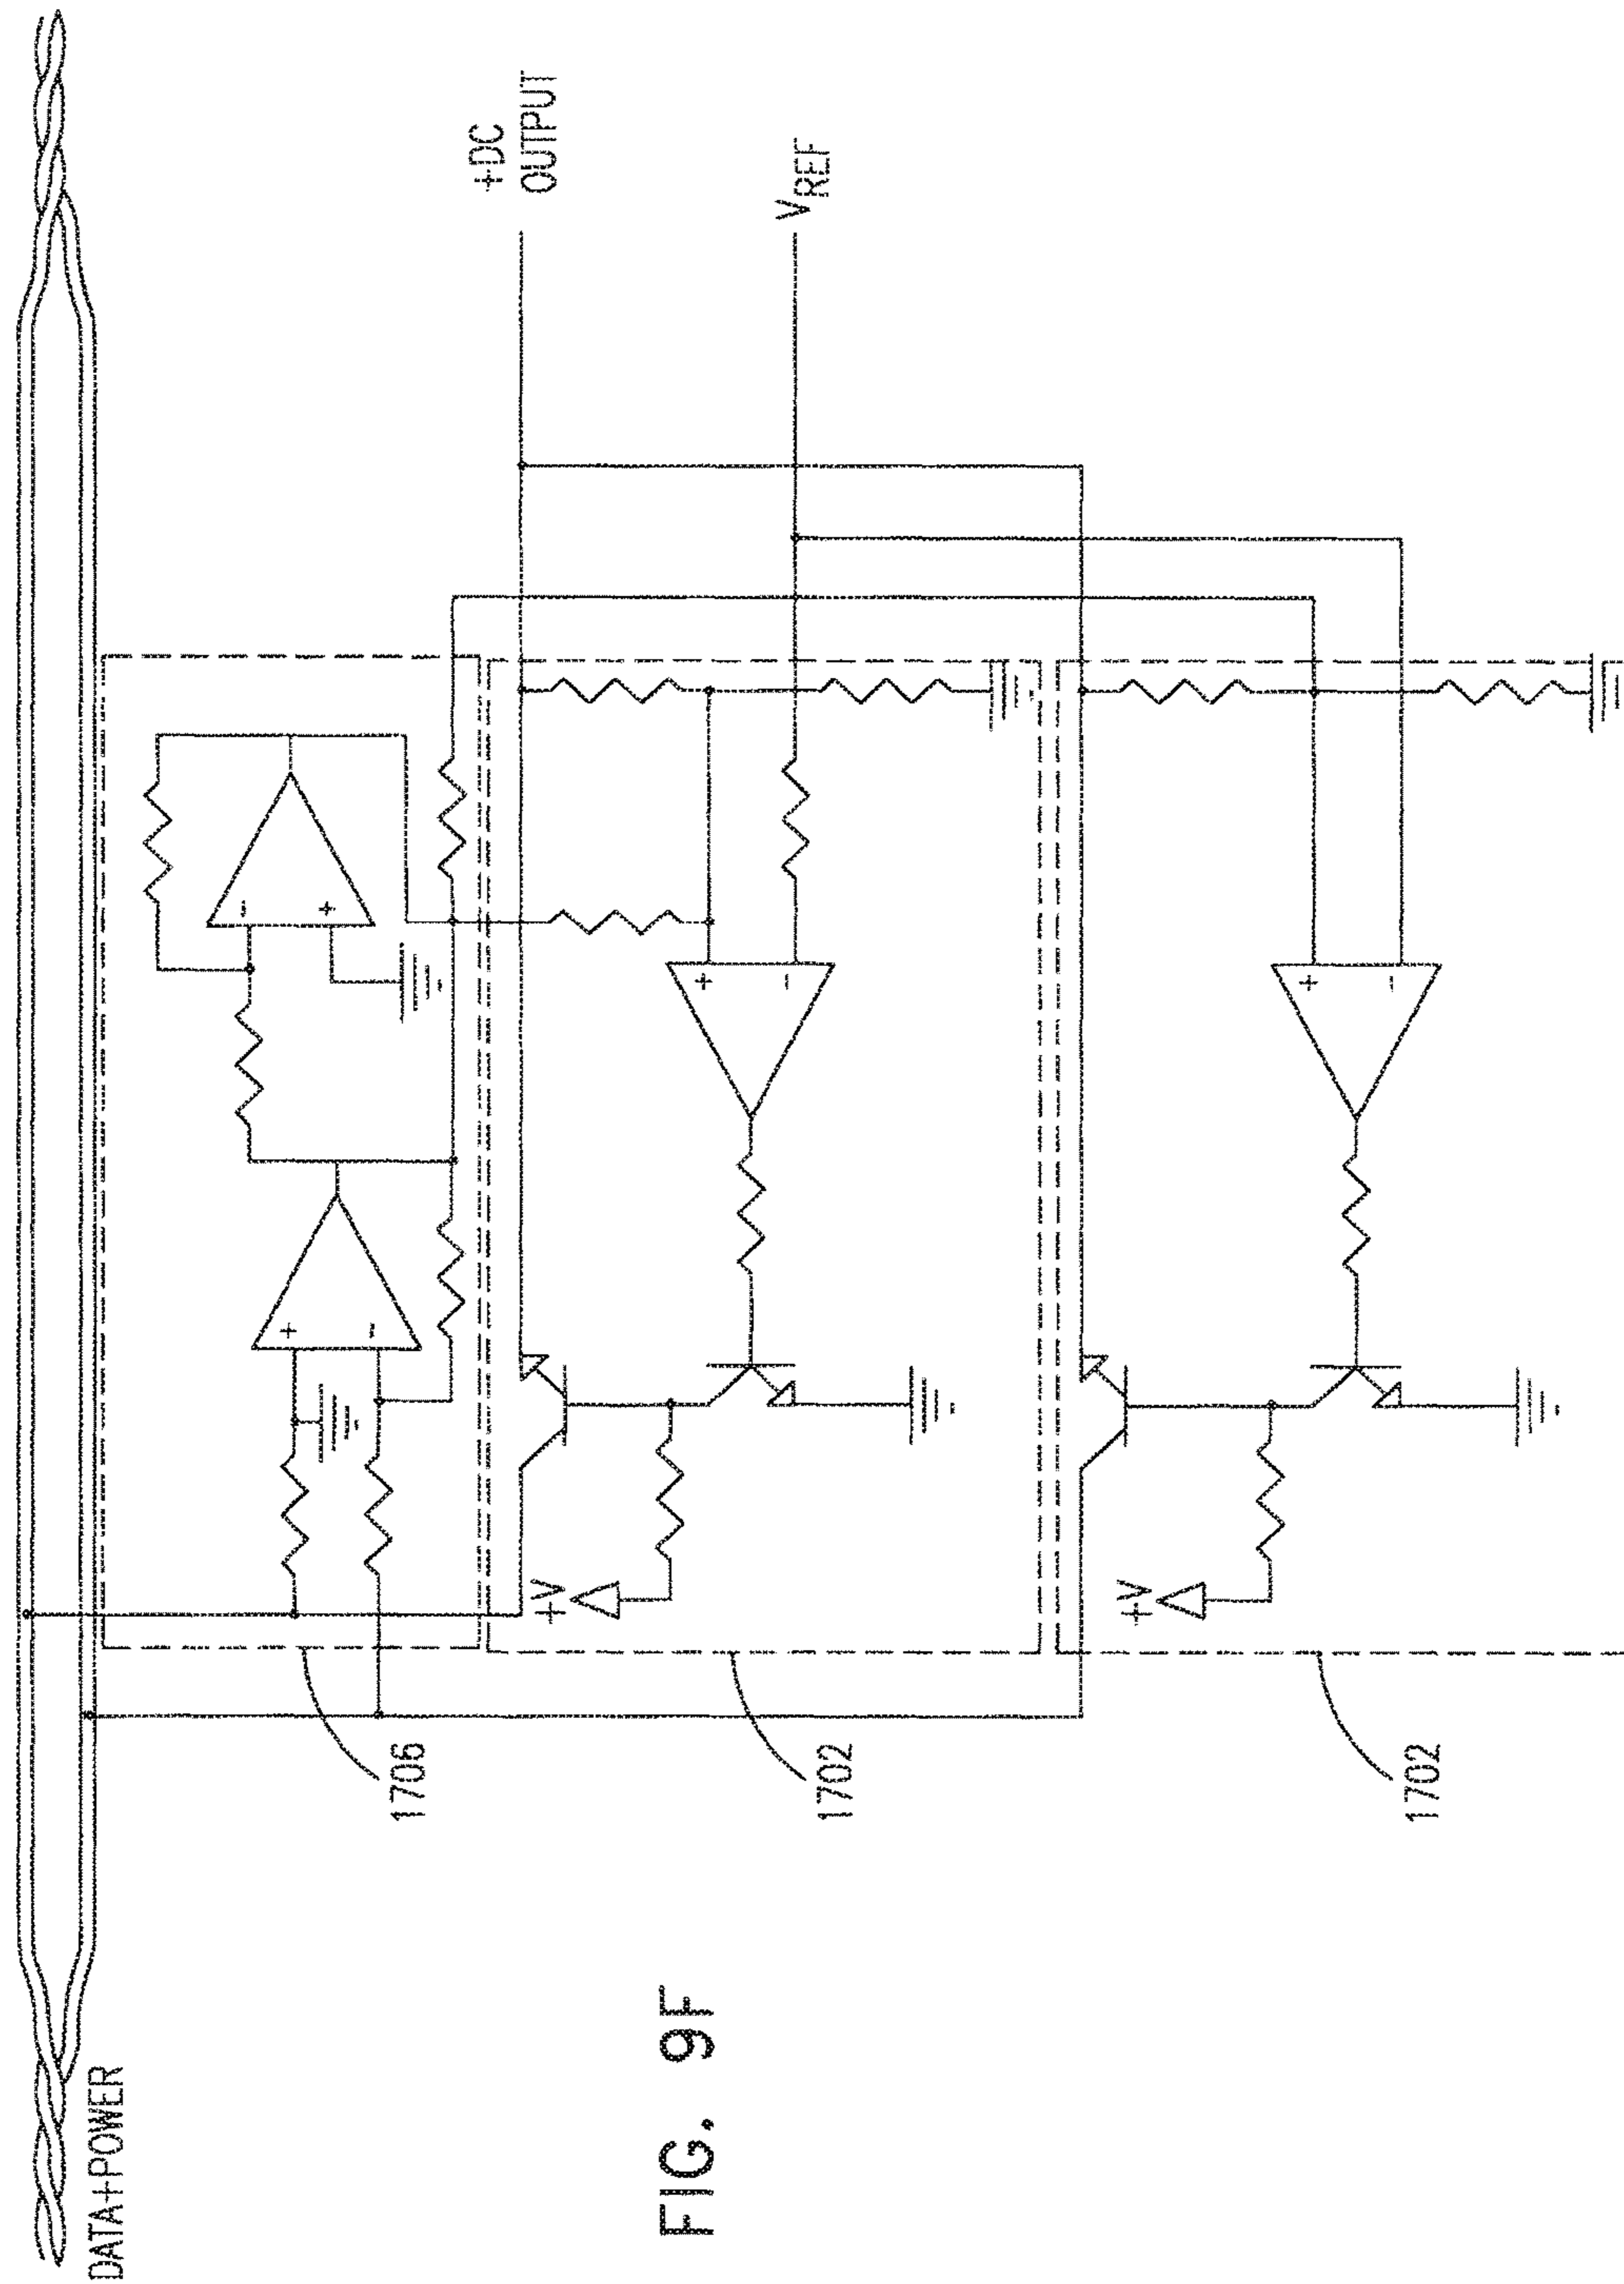 DATA+POWER
+DC
OUTPUT
VREF
-
+
+
-
+
-
+V
+
-
+V
1706
1702
1702
FIG. 9F